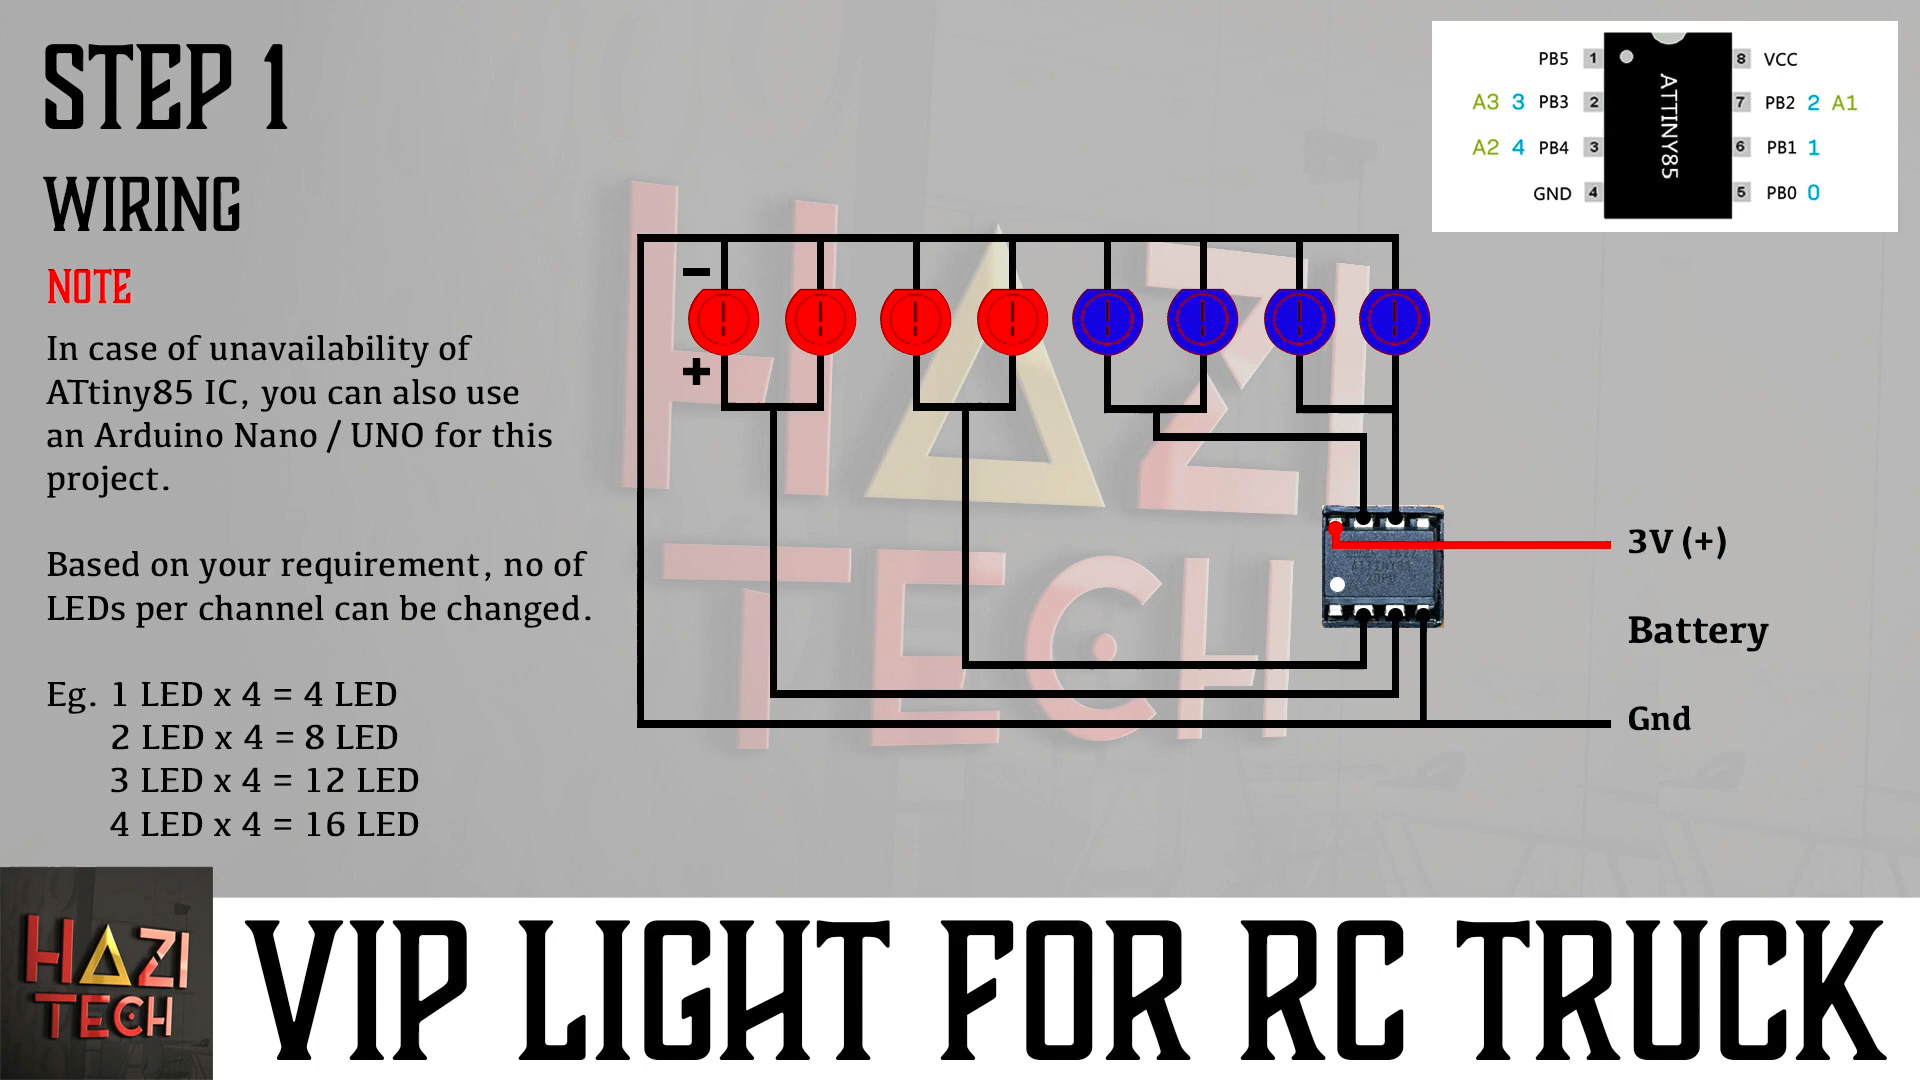 STEP 1
WIRING
NOTE
In case of unavailability of
ATtiny85 IC, you can also use
an Arduino Nano / UNO for this
project.
Based on your requirement, no of
LEDs per channel can be changed.
Eg. 1 LED x 4 = 4 LED
2 LED x 4 = 8 LED
3 LED x 4 = 12 LED
4 LED x 4 = 16 LED
PB5 1 8 VCC
A3 3 PB3 2 7 PB2 2 A1
A2 4 PB4 3 6 PB1 1
GND 4 5 PB0 0
ATTINY85
−
+
3V (+)
Battery
Gnd
HAZI
TECH
HAZI
TECH
VIP LIGHT FOR RC TRUCK